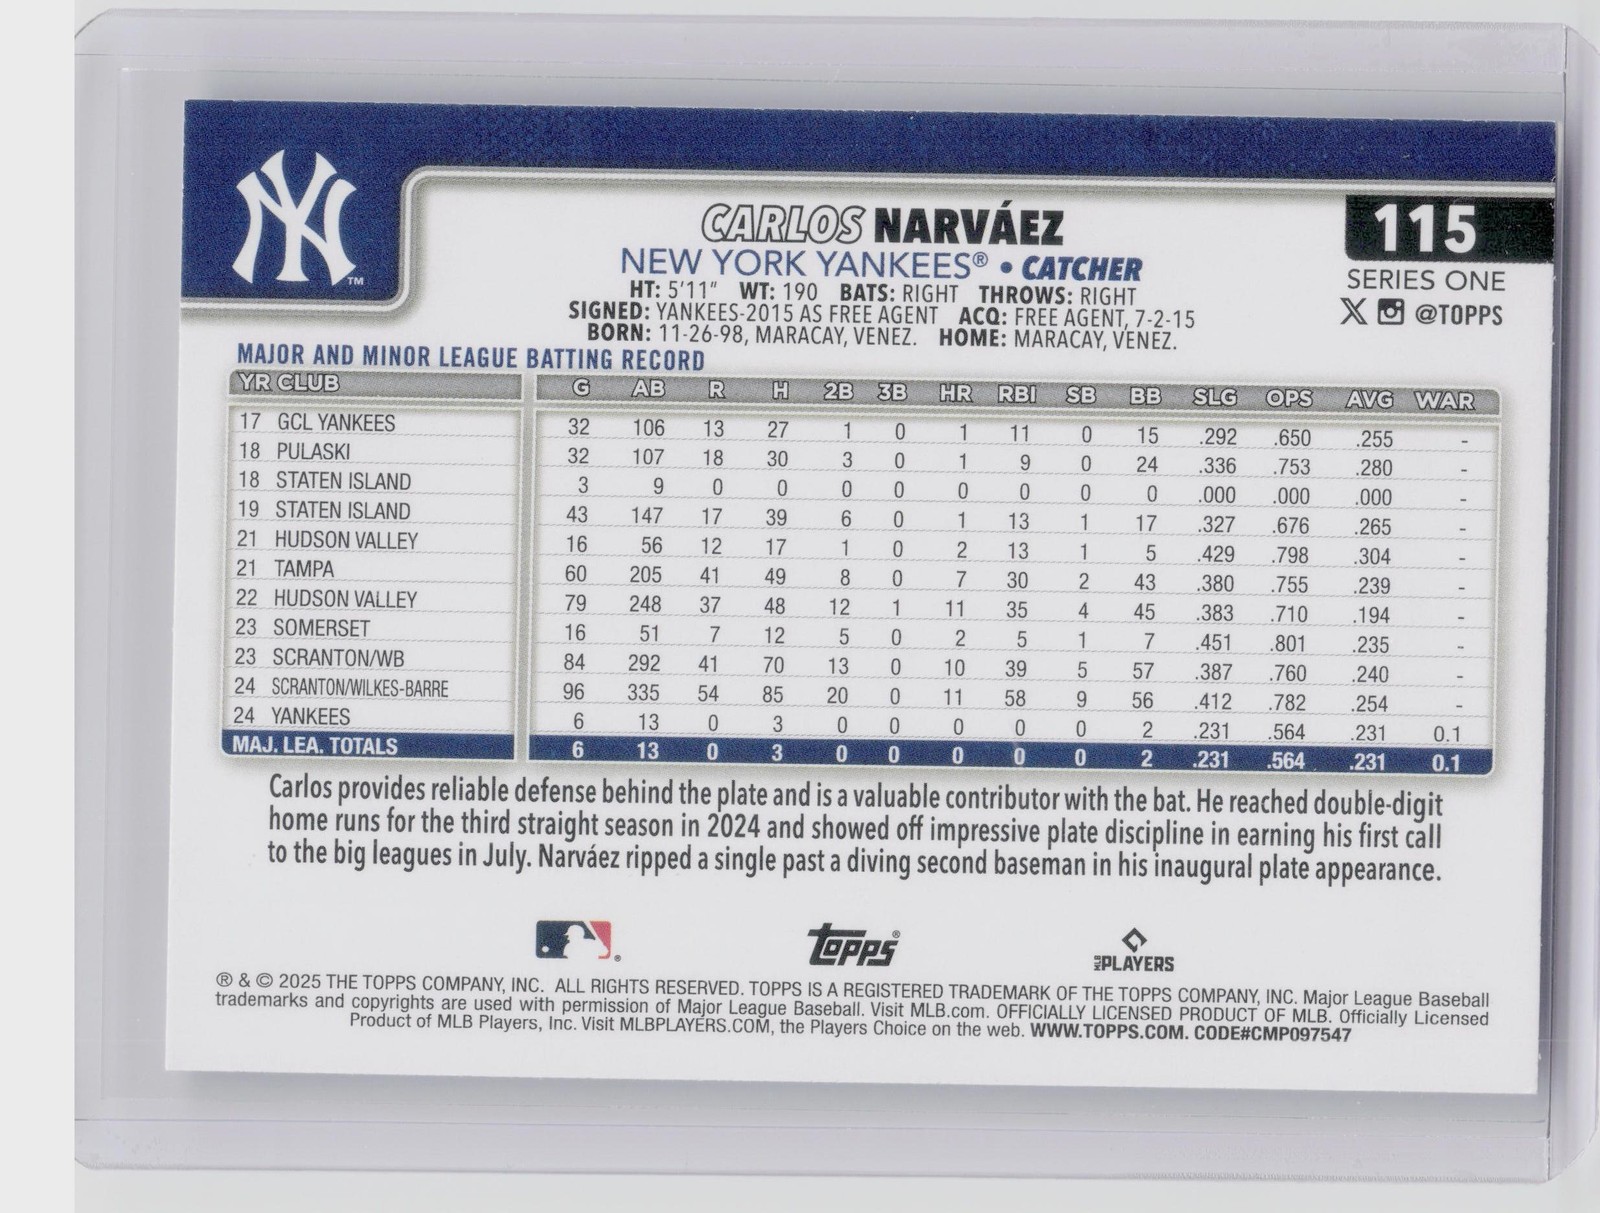 NY ™
CARLOS NARVÁEZ
115
NEW YORK YANKEES® • CATCHER
SERIES ONE
HT: 5'11" WT: 190 BATS: RIGHT THROWS: RIGHT
X @TOPPS
SIGNED: YANKEES-2015 AS FREE AGENT ACQ: FREE AGENT, 7-2-15
BORN: 11-26-98, MARACAY, VENEZ. HOME: MARACAY, VENEZ.
MAJOR AND MINOR LEAGUE BATTING RECORD
YR CLUB G AB R H 2B 3B HR RBI SB BB SLG OPS AVG WAR
17 GCL YANKEES 32 106 13 27 1 0 1 11 0 15 .292 .650 .255 -
18 PULASKI 32 107 18 30 3 0 1 9 0 24 .336 .753 .280 -
18 STATEN ISLAND 3 9 0 0 0 0 0 0 0 0 .000 .000 .000 -
19 STATEN ISLAND 43 147 17 39 6 0 1 13 1 17 .327 .676 .265 -
21 HUDSON VALLEY 16 56 12 17 1 0 2 13 1 5 .429 .798 .304 -
21 TAMPA 60 205 41 49 8 0 7 30 2 43 .380 .755 .239 -
22 HUDSON VALLEY 79 248 37 48 12 1 11 35 4 45 .383 .710 .194 -
23 SOMERSET 16 51 7 12 5 0 2 5 1 7 .451 .801 .235 -
23 SCRANTON/WB 84 292 41 70 13 0 10 39 5 57 .387 .760 .240 -
24 SCRANTON/WILKES-BARRE 96 335 54 85 20 0 11 58 9 56 .412 .782 .254 -
24 YANKEES 6 13 0 3 0 0 0 0 0 2 .231 .564 .231 0.1
MAJ. LEA. TOTALS 6 13 0 3 0 0 0 0 0 2 .231 .564 .231 0.1
Carlos provides reliable defense behind the plate and is a valuable contributor with the bat. He reached double-digit
home runs for the third straight season in 2024 and showed off impressive plate discipline in earning his first call
to the big leagues in July. Narváez ripped a single past a diving second baseman in his inaugural plate appearance.
® Topps® MLB PLAYERS
® & © 2025 THE TOPPS COMPANY, INC. ALL RIGHTS RESERVED. TOPPS IS A REGISTERED TRADEMARK OF THE TOPPS COMPANY, INC. Major League Baseball
trademarks and copyrights are used with permission of Major League Baseball. Visit MLB.com. OFFICIALLY LICENSED PRODUCT OF MLB. Officially Licensed
Product of MLB Players, Inc. Visit MLBPLAYERS.COM, the Players Choice on the web. WWW.TOPPS.COM. CODE#CMP097547